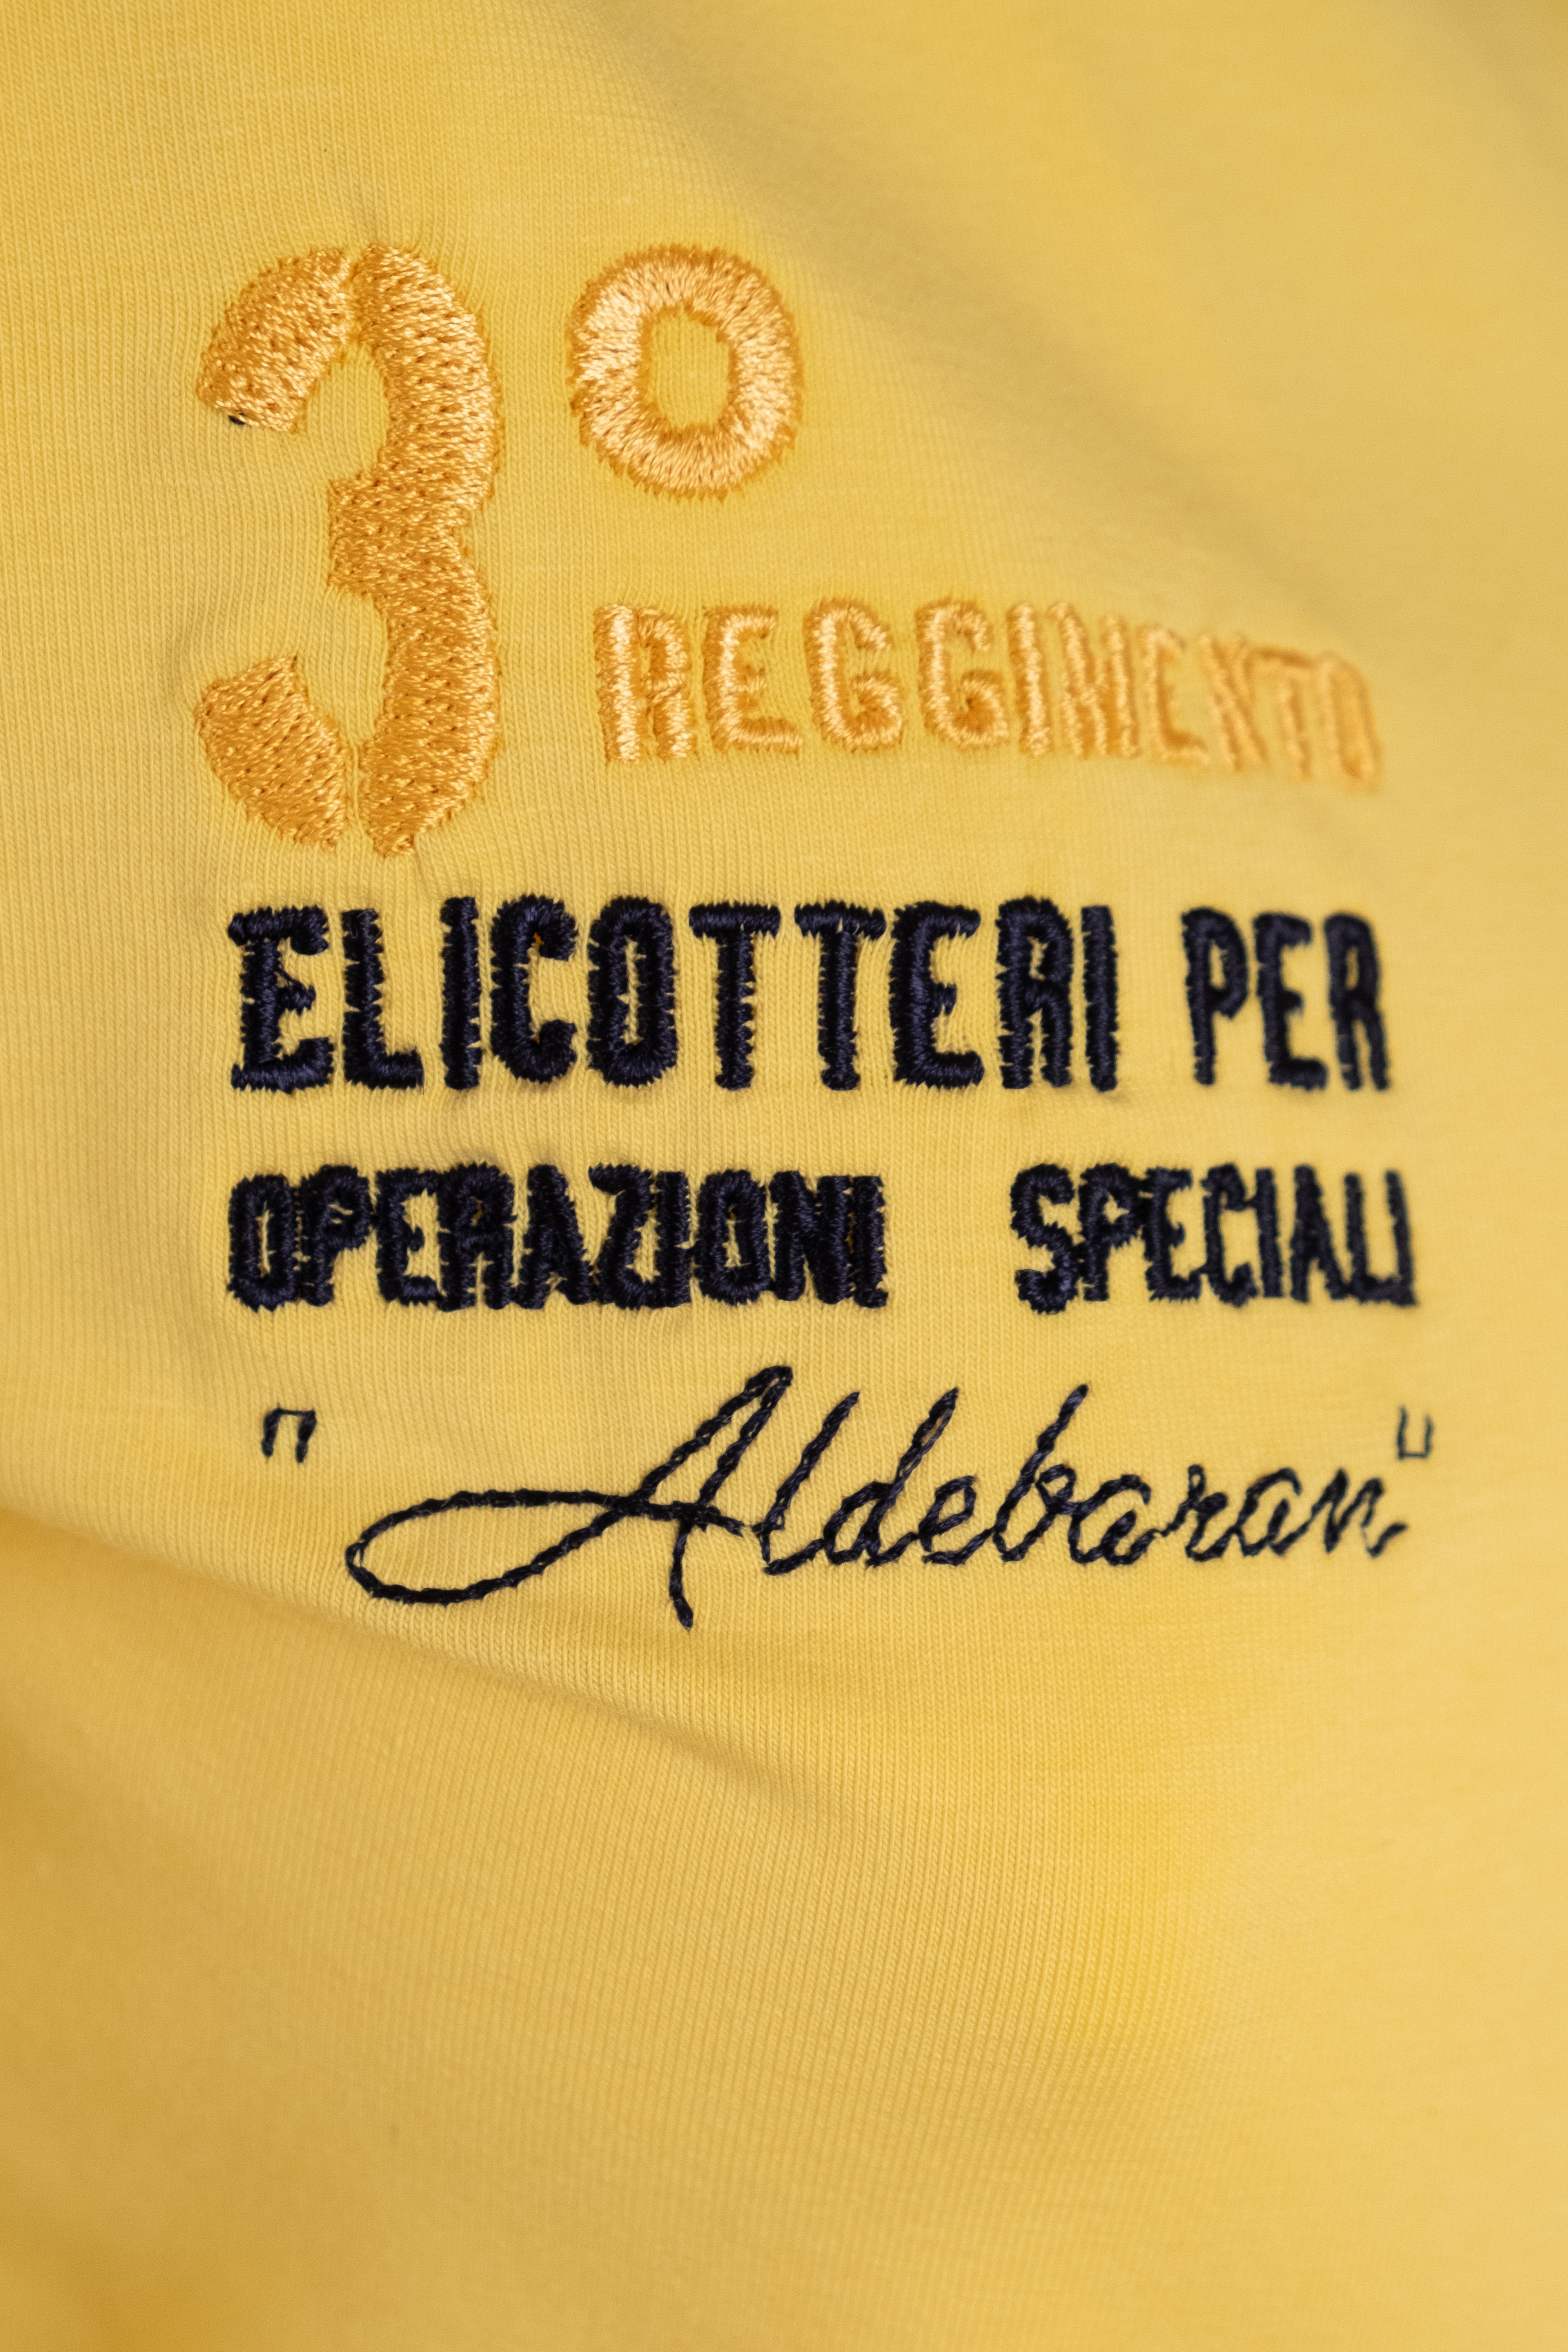 3°
REGGIMENTO
ELICOTTERI PER
OPERAZIONI SPECIALI
"Aldebaran"